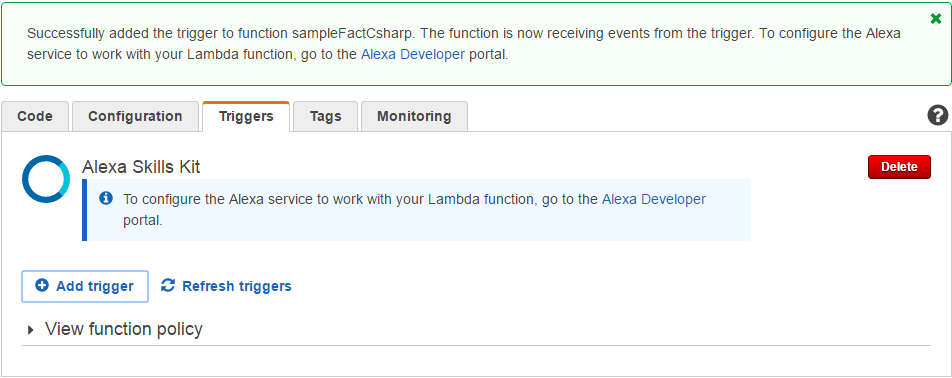 Successfully added the trigger to function sampleFactCsharp. The function is now receiving events from the trigger. To configure the Alexa
service to work with your Lambda function, go to the Alexa Developer portal.
Code Configuration Triggers Tags Monitoring
Alexa Skills Kit
Delete
To configure the Alexa service to work with your Lambda function, go to the Alexa Developer
portal.
Add trigger Refresh triggers
View function policy